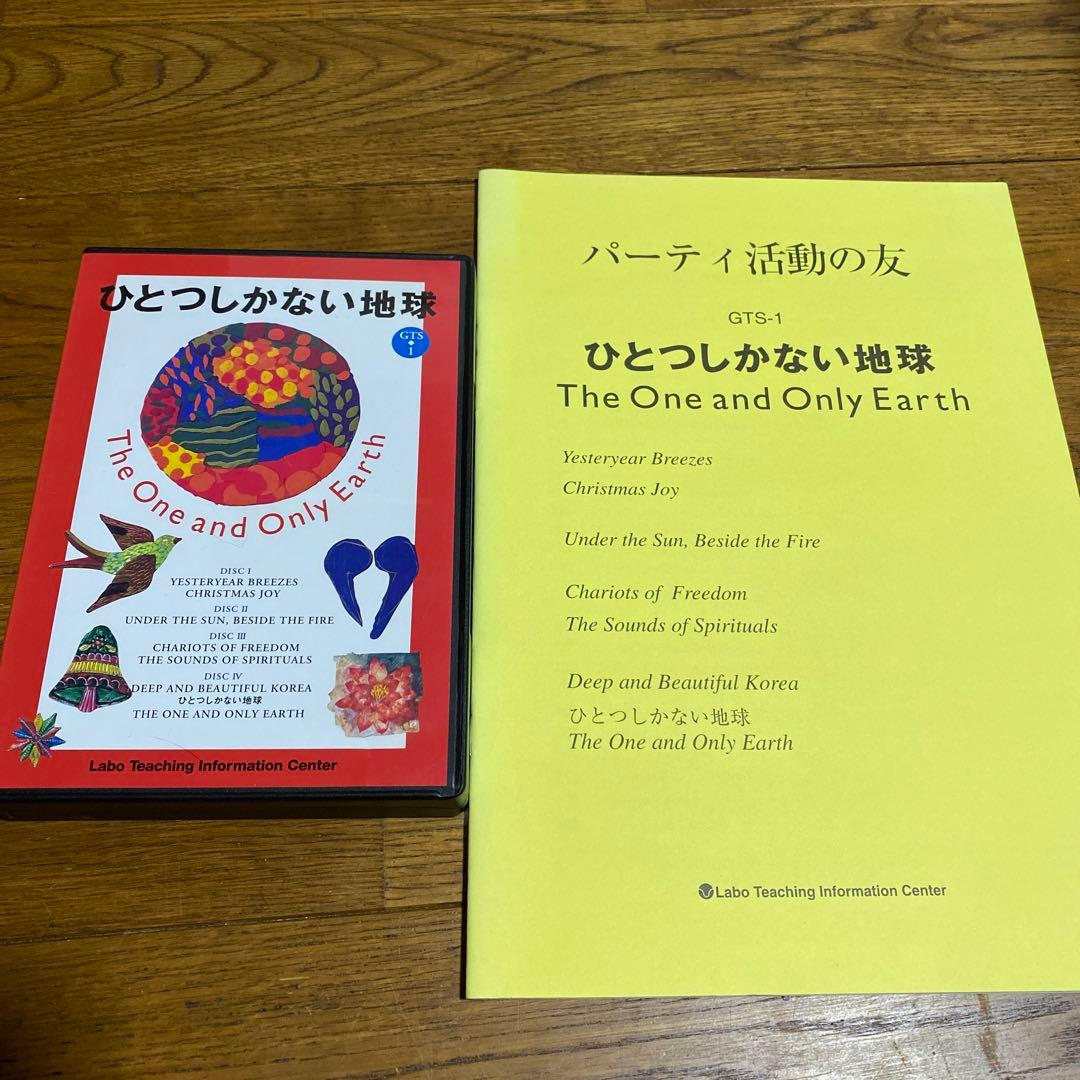 ひとつしかない地球
GTS
1
The One and Only Earth
DISC I
YESTERYEAR BREEZES
CHRISTMAS JOY
DISC II
UNDER THE SUN, BESIDE THE FIRE
DISC III
CHARIOTS OF FREEDOM
THE SOUNDS OF SPIRITUALS
DISC IV
DEEP AND BEAUTIFUL KOREA
ひとつしかない地球
THE ONE AND ONLY EARTH
Labo Teaching Information Center
パーティ活動の友
GTS-1
ひとつしかない地球
The One and Only Earth
Yesteryear Breezes
Christmas Joy
Under the Sun, Beside the Fire
Chariots of Freedom
The Sounds of Spirituals
Deep and Beautiful Korea
ひとつしかない地球
The One and Only Earth
Labo Teaching Information Center